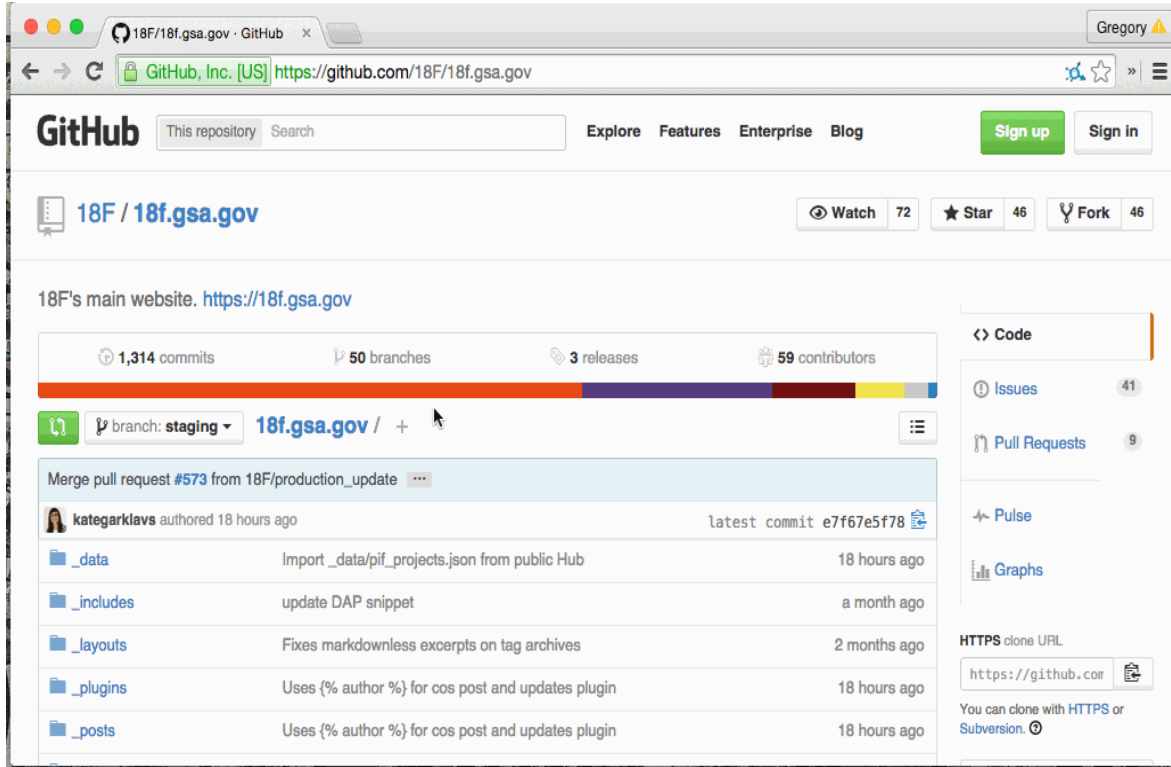 18F/18f.gsa.gov · GitHub ×
Gregory
GitHub, Inc. [US] https://github.com/18F/18f.gsa.gov »
GitHub This repository Search Explore Features Enterprise Blog Sign up Sign in
18F / 18f.gsa.gov Watch 72 Star 46 Fork 46
18F's main website. https://18f.gsa.gov
1,314 commits 50 branches 3 releases 59 contributors
branch: staging 18f.gsa.gov / +
Merge pull request #573 from 18F/production_update ...
kategarklavs authored 18 hours ago latest commit e7f67e5f78
_data Import _data/pif_projects.json from public Hub 18 hours ago
_includes update DAP snippet a month ago
_layouts Fixes markdownless excerpts on tag archives 2 months ago
_plugins Uses {% author %} for cos post and updates plugin 18 hours ago
_posts Uses {% author %} for cos post and updates plugin 18 hours ago
<> Code
Issues 41
Pull Requests 9
Pulse
Graphs
HTTPS clone URL
https://github.com
You can clone with HTTPS or
Subversion. ?